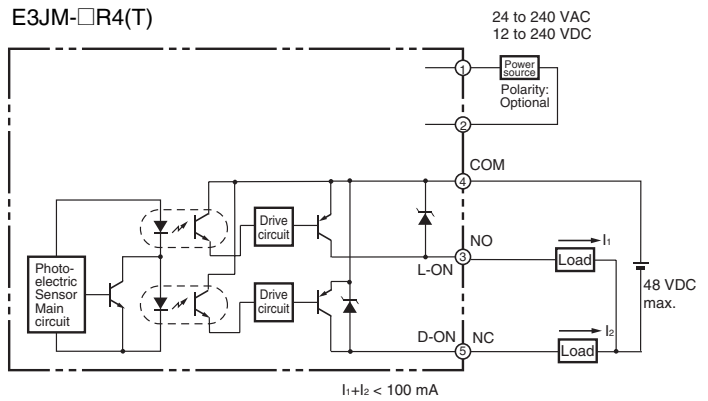 E3JM-□R4(T)
24 to 240 VAC
12 to 240 VDC
1
Power
source
Polarity:
Optional
2
COM
4
Drive
circuit
NO
3
L-ON
I1
Load
Photo-
electric
Sensor
Main
circuit
Drive
circuit
48 VDC
max.
D-ON
NC
5
I2
Load
I1+I2 < 100 mA